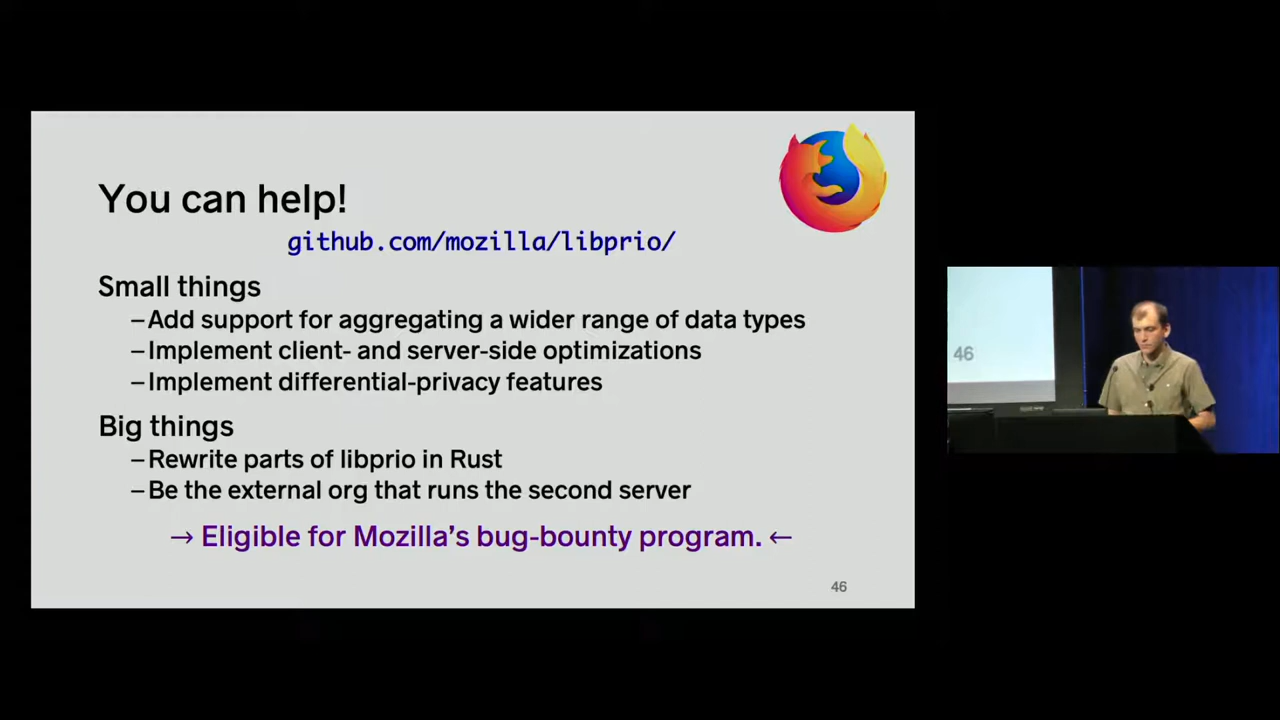 You can help!
github.com/mozilla/libprio/
Small things
–Add support for aggregating a wider range of data types
–Implement client- and server-side optimizations
–Implement differential-privacy features
Big things
–Rewrite parts of libprio in Rust
–Be the external org that runs the second server
→ Eligible for Mozilla's bug-bounty program. ←
46
46